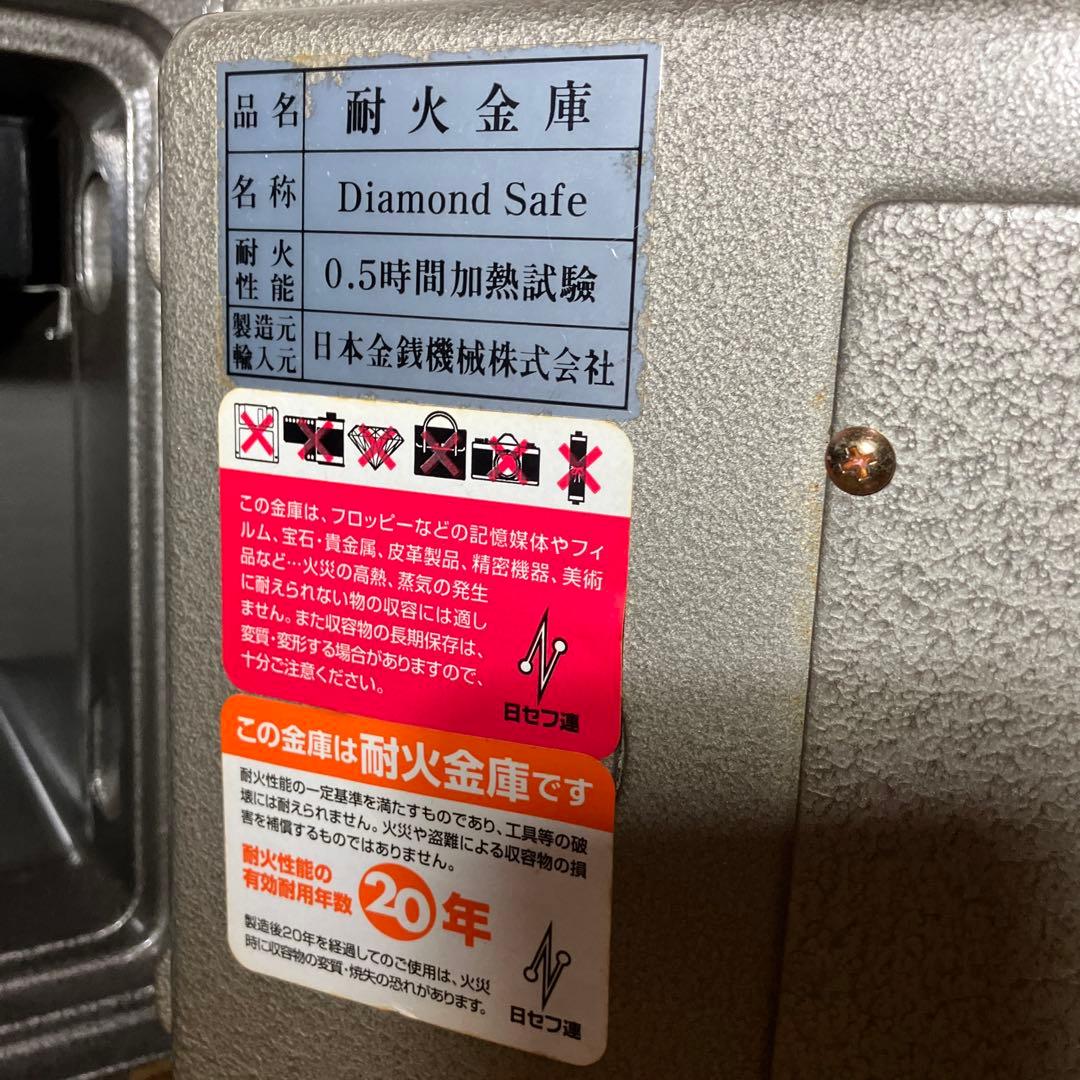 品名 耐火金庫
名称 Diamond Safe
耐火性能 0.5時間加熱試験
製造元
輸入元 日本金銭機械株式会社
この金庫は、フロッピーなどの記憶媒体やフィ
ルム、宝石・貴金属、皮革製品、精密機器、美術
品など…火災の高熱、蒸気の発生
に耐えられない物の収容には適し
ません。また収容物の長期保存は、
変質・変形する場合がありますので、
十分ご注意ください。
日セフ連
この金庫は耐火金庫です
耐火性能の一定基準を満たすものであり、工具等の破
壊には耐えられません。火災や盗難による収容物の損
害を補償するものではありません。
耐火性能の
有効耐用年数 20年
製造後20年を経過してのご使用は、火災
時に収容物の変質・焼失の恐れがあります。
日セフ連